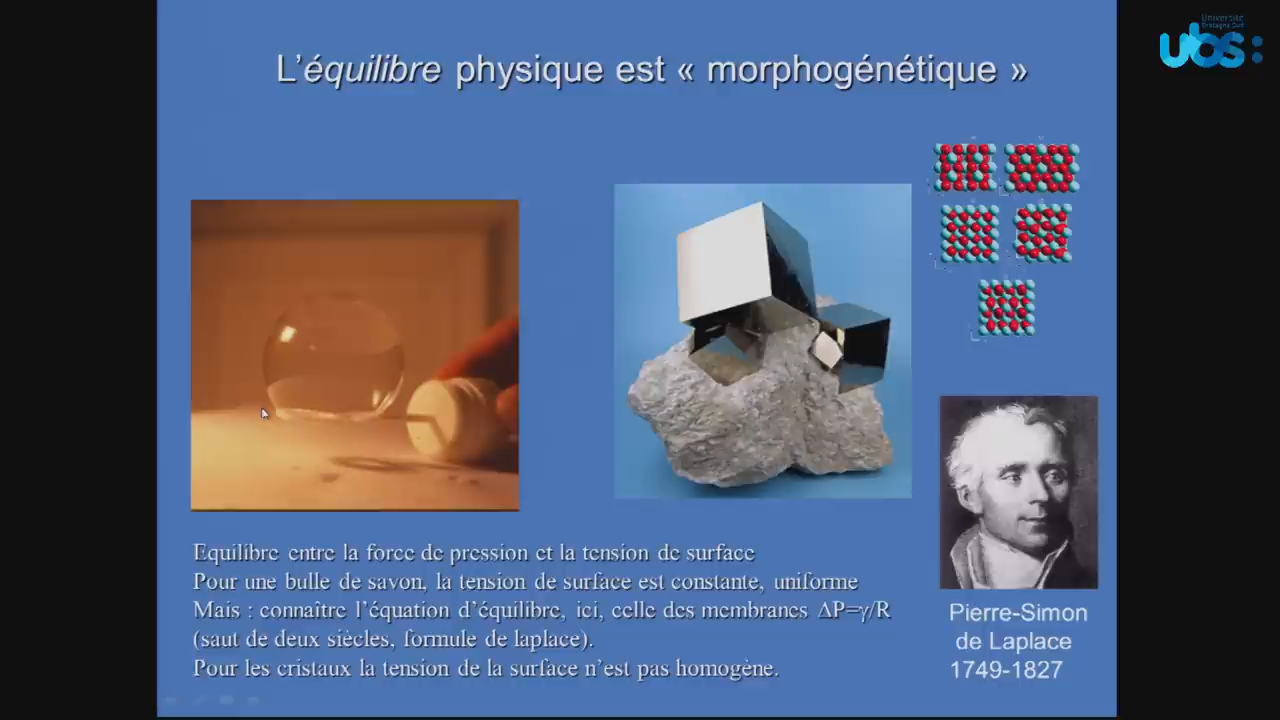 L'équilibre physique est « morphogénétique »
Université
Bretagne Sud
ubs:
Equilibre entre la force de pression et la tension de surface
Pour une bulle de savon, la tension de surface est constante, uniforme
Mais : connaître l'équation d'équilibre, ici, celle des membranes ΔP=γ/R
(saut de deux siècles, formule de laplace).
Pour les cristaux la tension de la surface n'est pas homogène.
Pierre-Simon
de Laplace
1749-1827